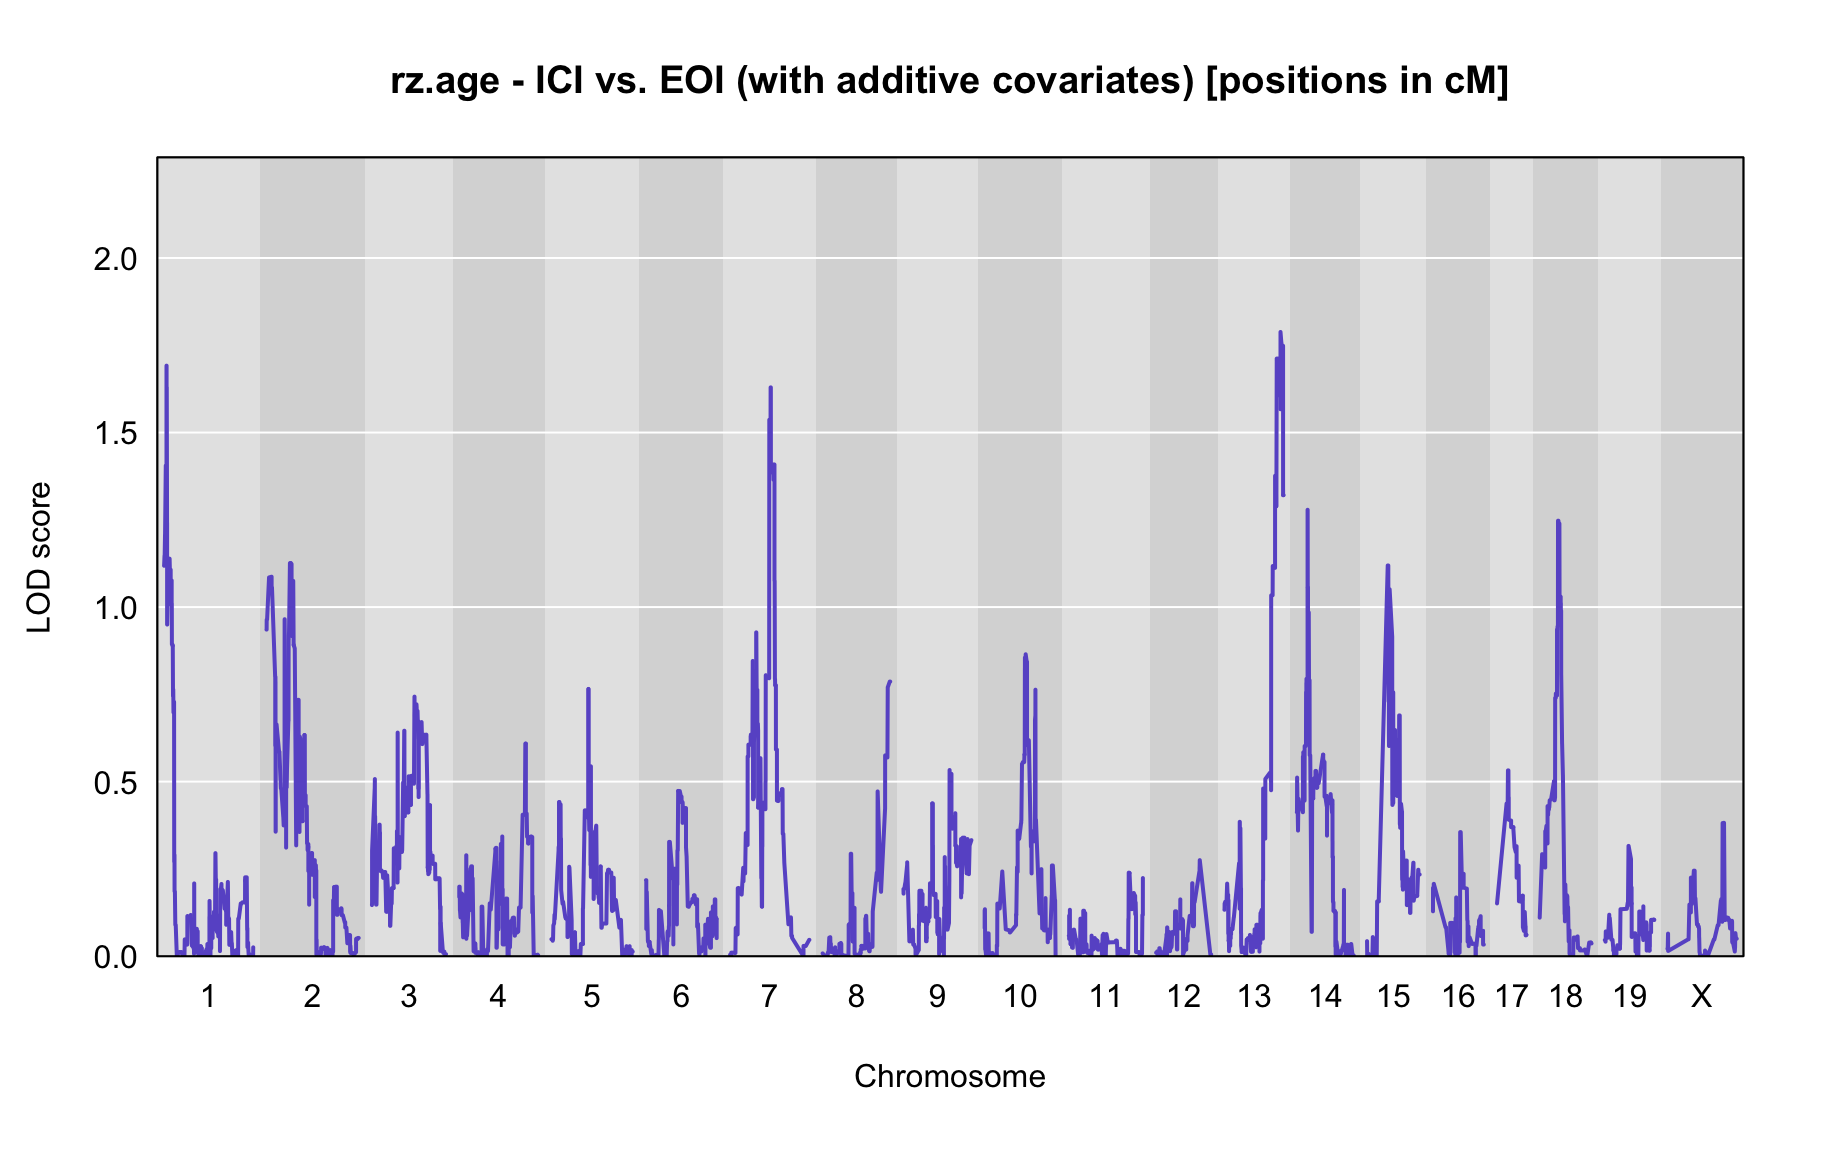 rz.age - ICI vs. EOI (with additive covariates) [positions in cM]
2.0
1.5
1.0
0.5
0.0
LOD score
1 2 3 4 5 6 7 8 9 10 11 12 13 14 15 16 17 18 19 X
Chromosome